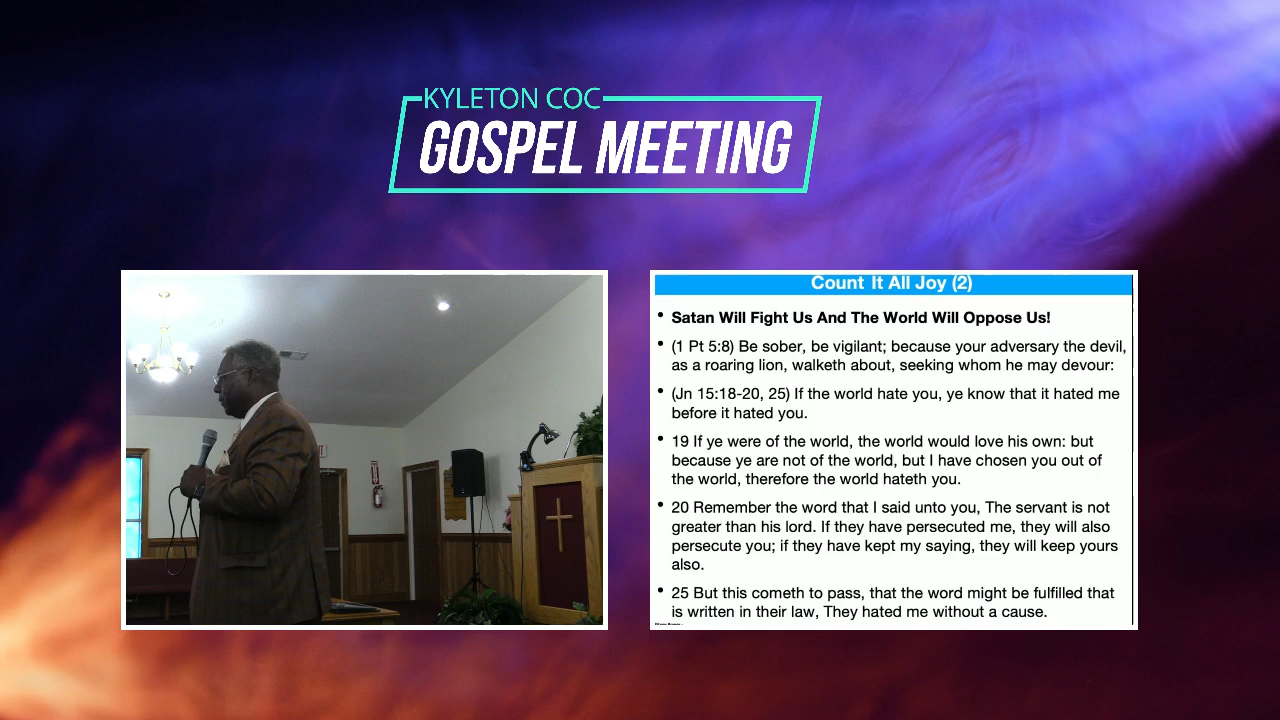 KYLETON COC
GOSPEL MEETING
Count It All Joy (2)
• Satan Will Fight Us And The World Will Oppose Us!
• (1 Pt 5:8) Be sober, be vigilant; because your adversary the devil,
as a roaring lion, walketh about, seeking whom he may devour:
• (Jn 15:18-20, 25) If the world hate you, ye know that it hated me
before it hated you.
• 19 If ye were of the world, the world would love his own: but
because ye are not of the world, but I have chosen you out of
the world, therefore the world hateth you.
• 20 Remember the word that I said unto you, The servant is not
greater than his lord. If they have persecuted me, they will also
persecute you; if they have kept my saying, they will keep yours
also.
• 25 But this cometh to pass, that the word might be fulfilled that
is written in their law, They hated me without a cause.